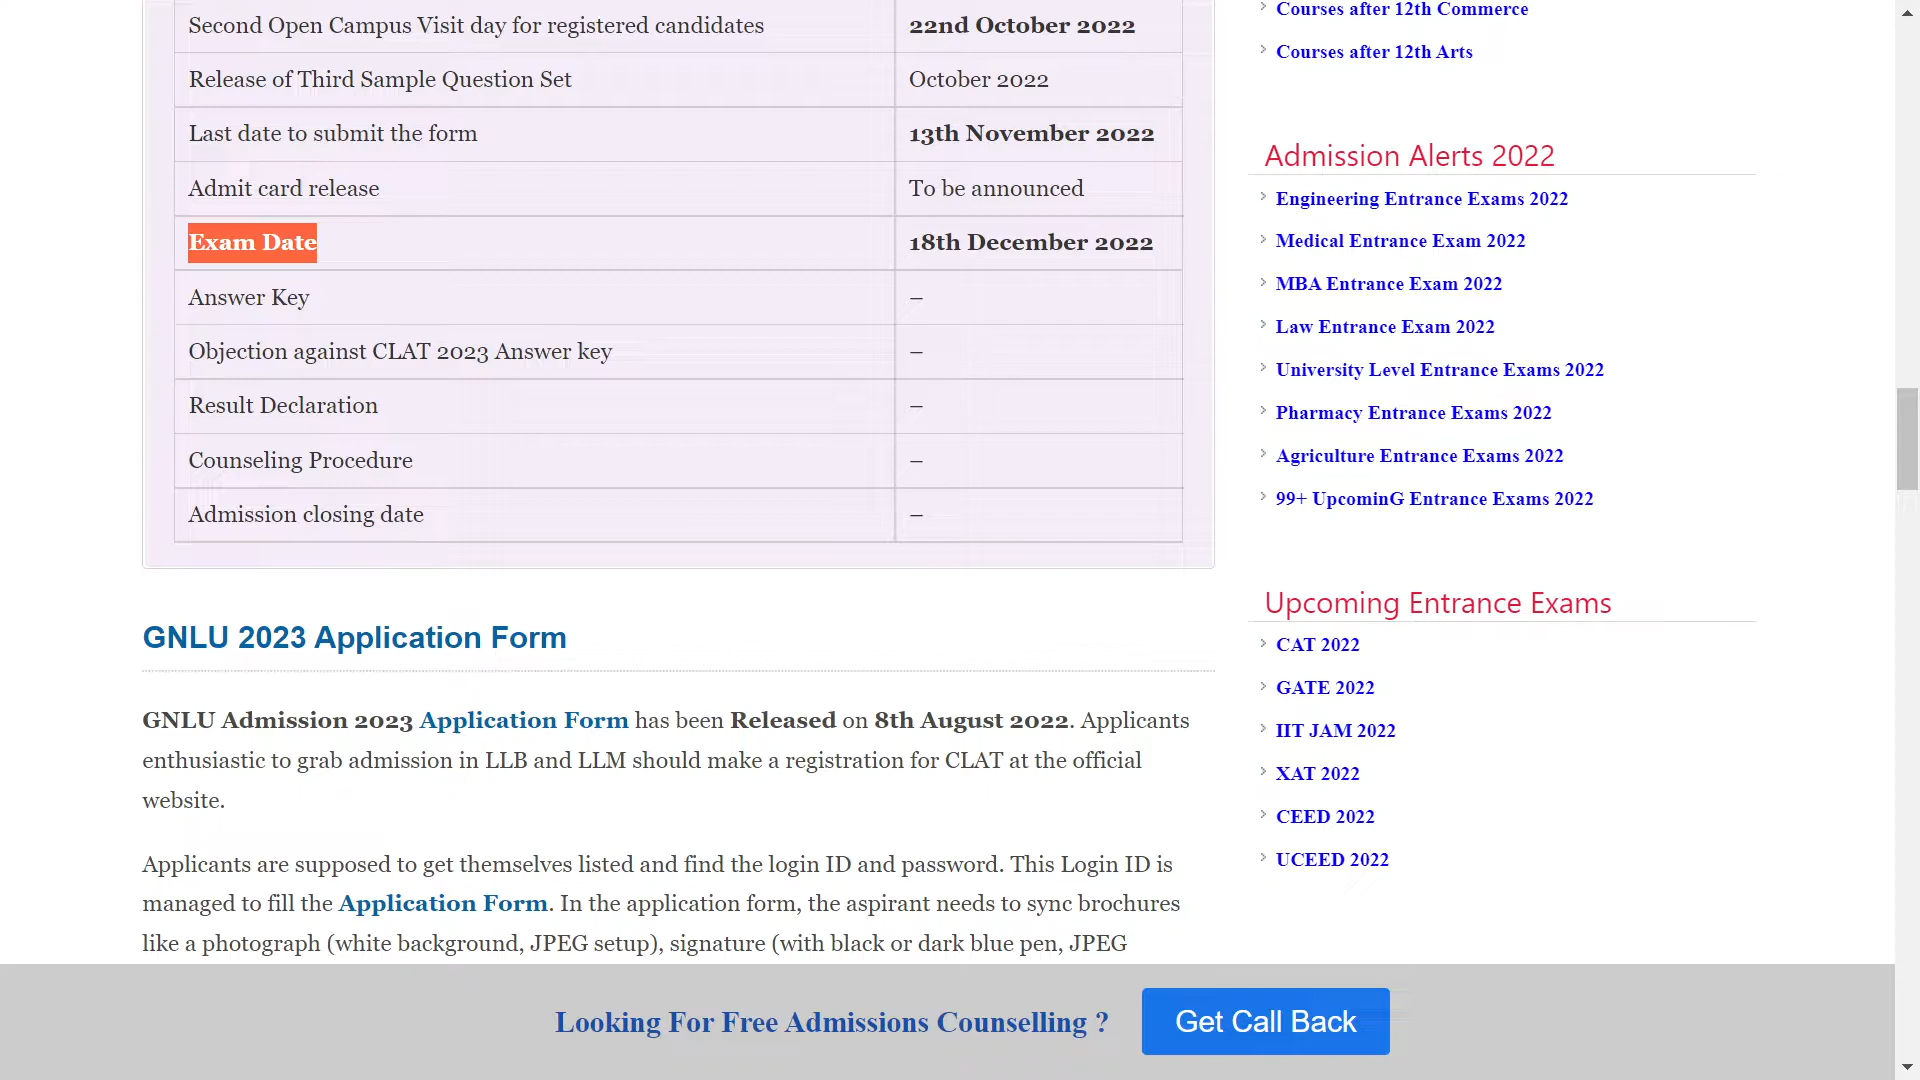 Second Open Campus Visit day for registered candidates 22nd October 2022
Release of Third Sample Question Set October 2022
Last date to submit the form 13th November 2022
Admit card release To be announced
Exam Date 18th December 2022
Answer Key –
Objection against CLAT 2023 Answer key –
Result Declaration –
Counseling Procedure –
Admission closing date –
GNLU 2023 Application Form
GNLU Admission 2023 Application Form has been Released on 8th August 2022. Applicants
enthusiastic to grab admission in LLB and LLM should make a registration for CLAT at the official
website.
Applicants are supposed to get themselves listed and find the login ID and password. This Login ID is
managed to fill the Application Form. In the application form, the aspirant needs to sync brochures
like a photograph (white background, JPEG setup), signature (with black or dark blue pen, JPEG
Courses after 12th Commerce
Courses after 12th Arts
Admission Alerts 2022
Engineering Entrance Exams 2022
Medical Entrance Exam 2022
MBA Entrance Exam 2022
Law Entrance Exam 2022
University Level Entrance Exams 2022
Pharmacy Entrance Exams 2022
Agriculture Entrance Exams 2022
99+ UpcominG Entrance Exams 2022
Upcoming Entrance Exams
CAT 2022
GATE 2022
IIT JAM 2022
XAT 2022
CEED 2022
UCEED 2022
Looking For Free Admissions Counselling ? Get Call Back